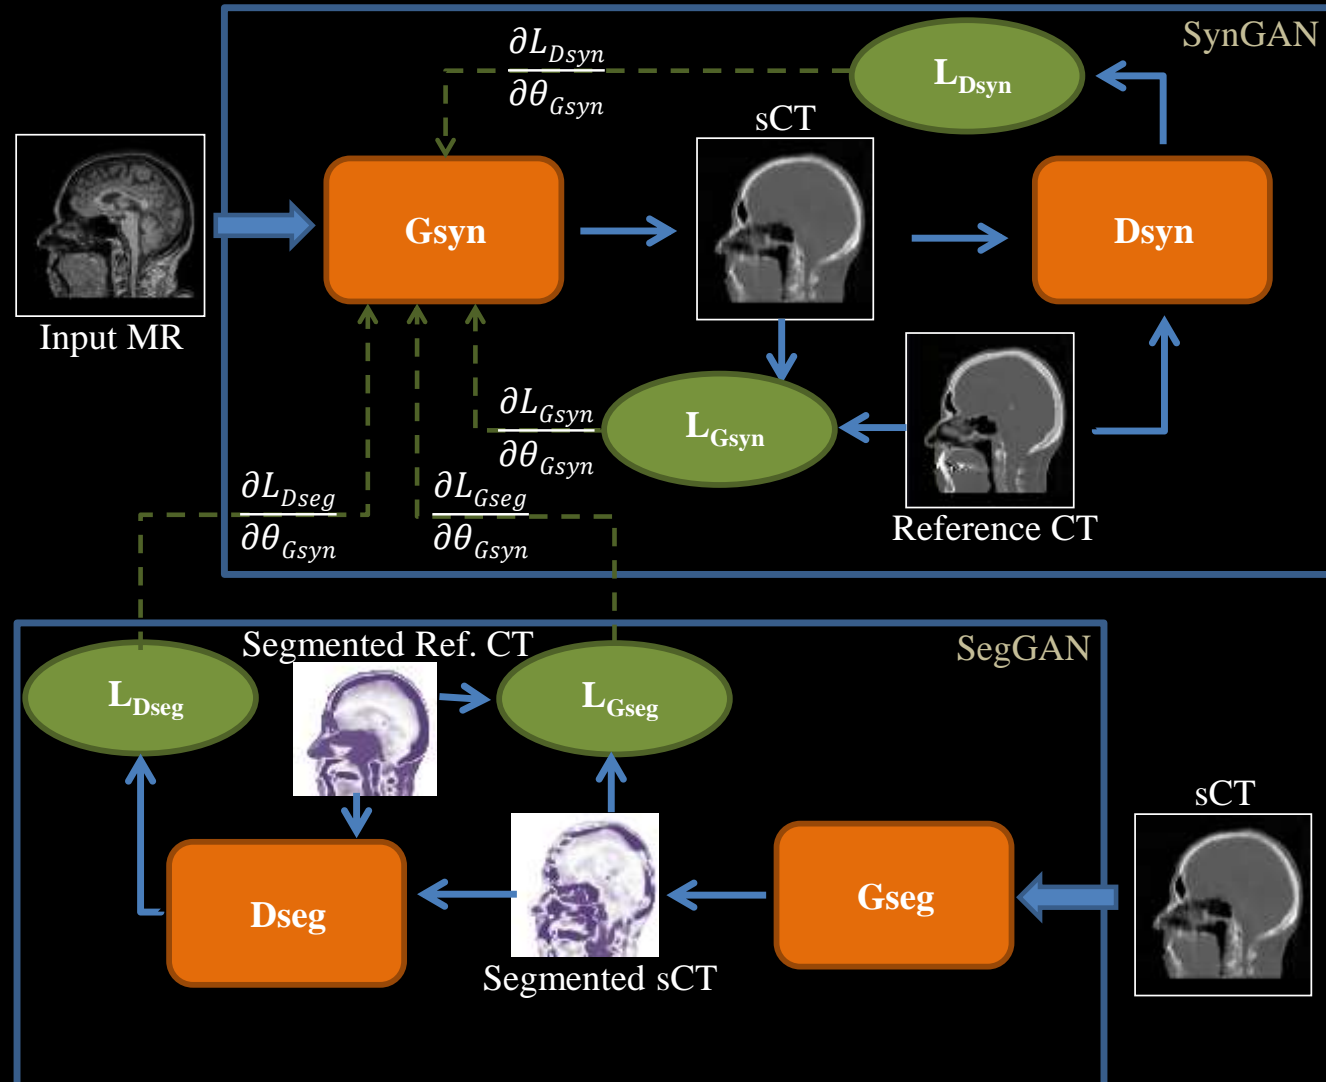 SynGAN
∂L_Dsyn
∂θ_Gsyn
L_Dsyn
sCT
Gsyn
Dsyn
Input MR
∂L_Gsyn
∂θ_Gsyn
L_Gsyn
∂L_Dseg
∂θ_Gsyn
∂L_Gseg
∂θ_Gsyn
Reference CT
Segmented Ref. CT
SegGAN
L_Dseg
L_Gseg
sCT
Dseg
Gseg
Segmented sCT